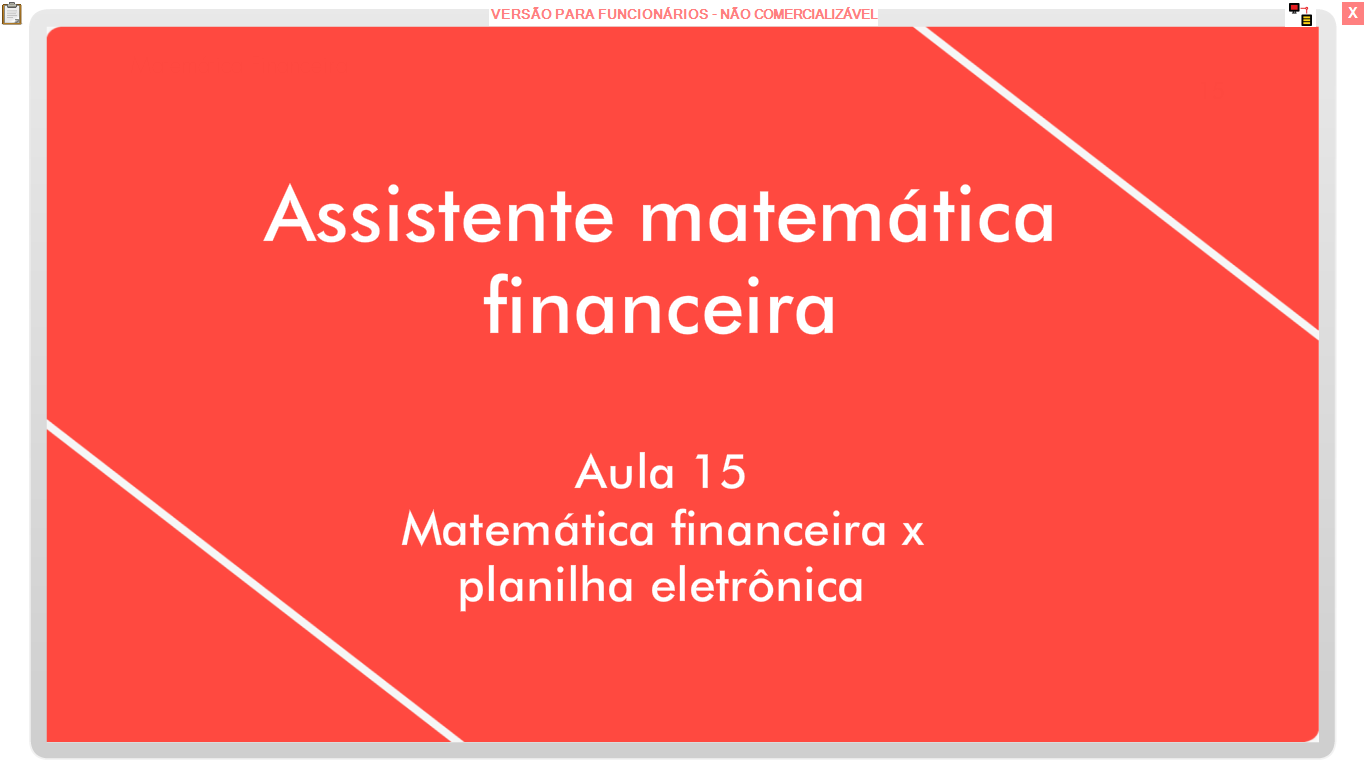 VERSÃO PARA FUNCIONÁRIOS - NÃO COMERCIALIZÁVEL
X
Assistente matemática
financeira
Aula 15
Matemática financeira x
planilha eletrônica